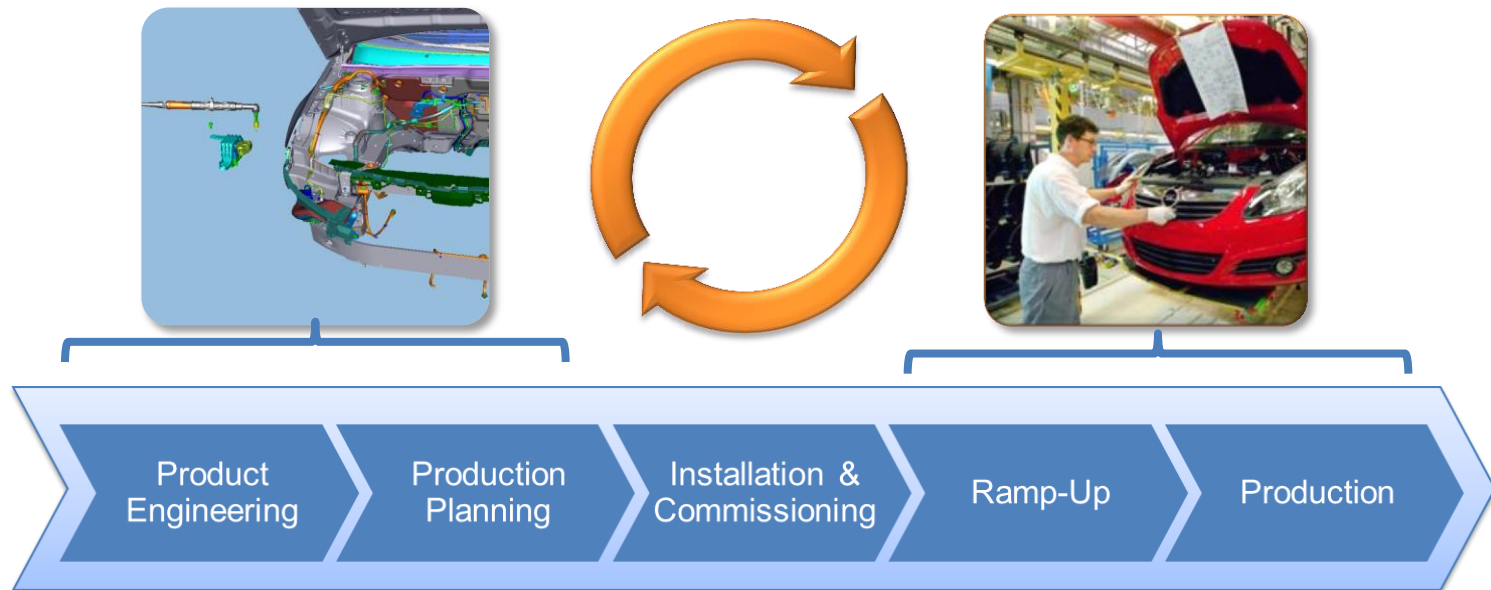 Product
Engineering
Production
Planning
Installation &
Commissioning
Ramp-Up
Production